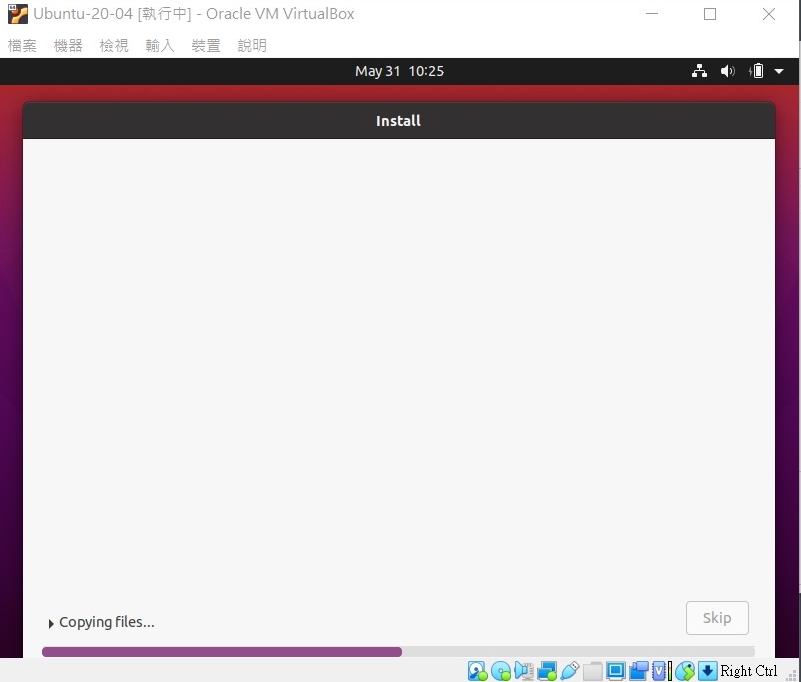 Ubuntu-20-04 [執行中] - Oracle VM VirtualBox
檔案 機器 檢視 輸入 裝置 說明
May 31 10:25
Install
Copying files...
Skip
Right Ctrl